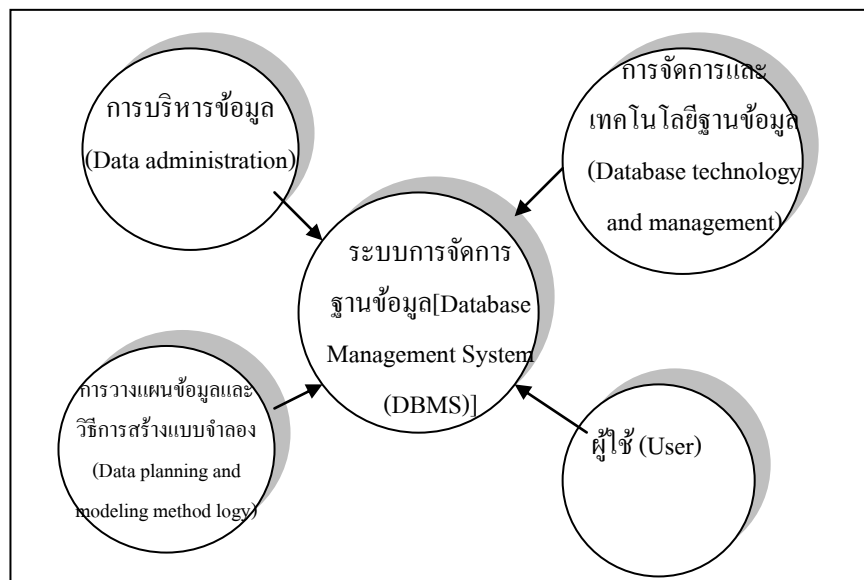 การบริหารข้อมูล
(Data administration)
การจัดการและ
เทคโนโลยีฐานข้อมูล
(Database technology
and management)
ระบบการจัดการ
ฐานข้อมูล[Database
Management System
(DBMS)]
การวางแผนข้อมูลและ
วิธีการสร้างแบบจำลอง
(Data planning and
modeling method logy)
ผู้ใช้ (User)